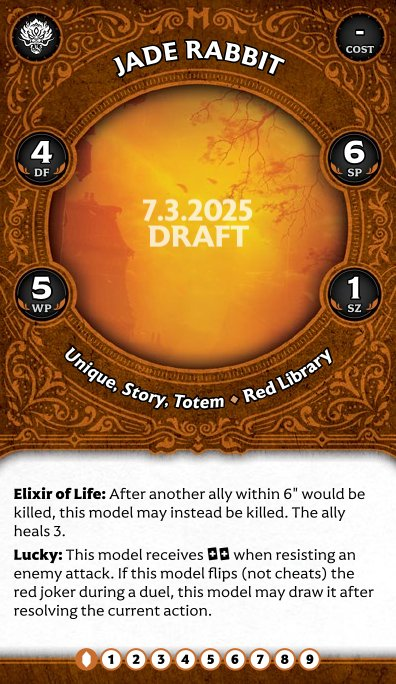 -
COST
JADE RABBIT
4
DF
6
SP
7.3.2025
DRAFT
5
WP
1
SZ
Unique, Story, Totem ⬥ Red Library
Elixir of Life: After another ally within 6" would be
killed, this model may instead be killed. The ally
heals 3.
Lucky: This model receives ++ when resisting an
enemy attack. If this model flips (not cheats) the
red joker during a duel, this model may draw it after
resolving the current action.
1 2 3 4 5 6 7 8 9